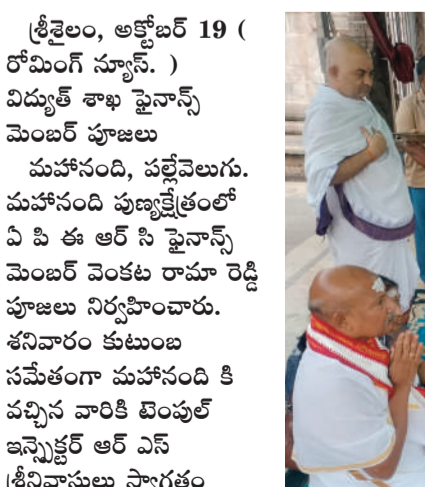 శ్రీశైలం, అక్టోబర్ 19 (
రోమింగ్ న్యూస్. )
విద్యుత్ శాఖ ఫైనాన్స్
మెంబర్ పూజలు
మహానంది, పల్లేవెలుగు.
మహానంది పుణ్యక్షేత్రంలో
ఏ పి ఈ ఆర్ సి ఫైనాన్స్
మెంబర్ వెంకట రామా రెడ్డి
పూజలు నిర్వహించారు.
శనివారం కుటుంబ
సమేతంగా మహానంది కి
వచ్చిన వారికి టెంపుల్
ఇన్స్పెక్టర్ ఆర్ ఎస్
శ్రీనివాసులు స్వాగతం